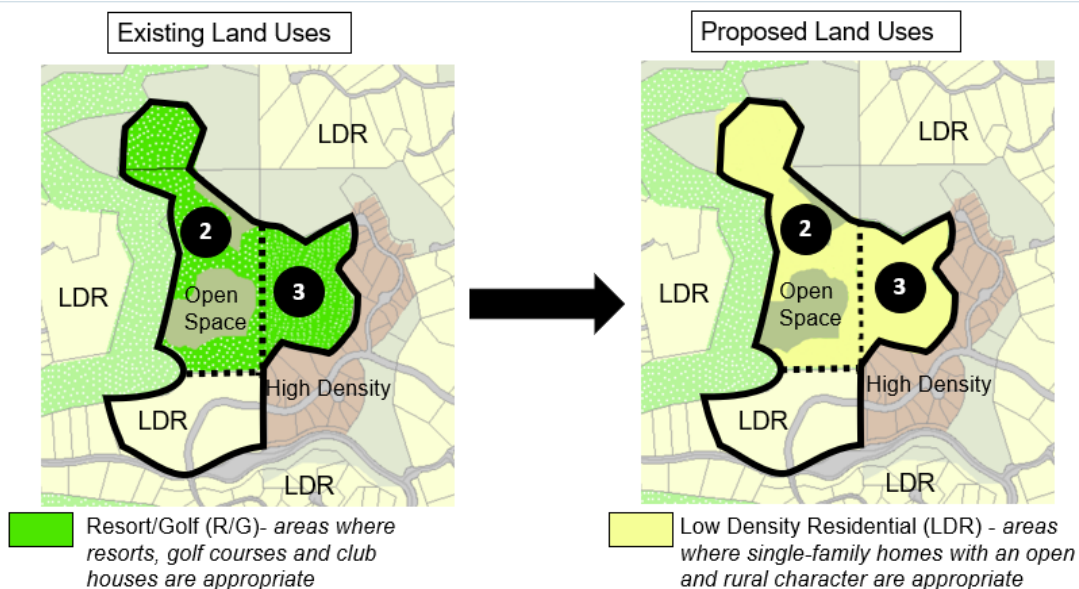 Existing Land Uses
LDR
2
3
LDR
Open
Space
High Density
LDR
LDR
Resort/Golf (R/G)- areas where
resorts, golf courses and club
houses are appropriate
Proposed Land Uses
LDR
2
3
LDR
Open
Space
High Density
LDR
LDR
Low Density Residential (LDR) - areas
where single-family homes with an open
and rural character are appropriate